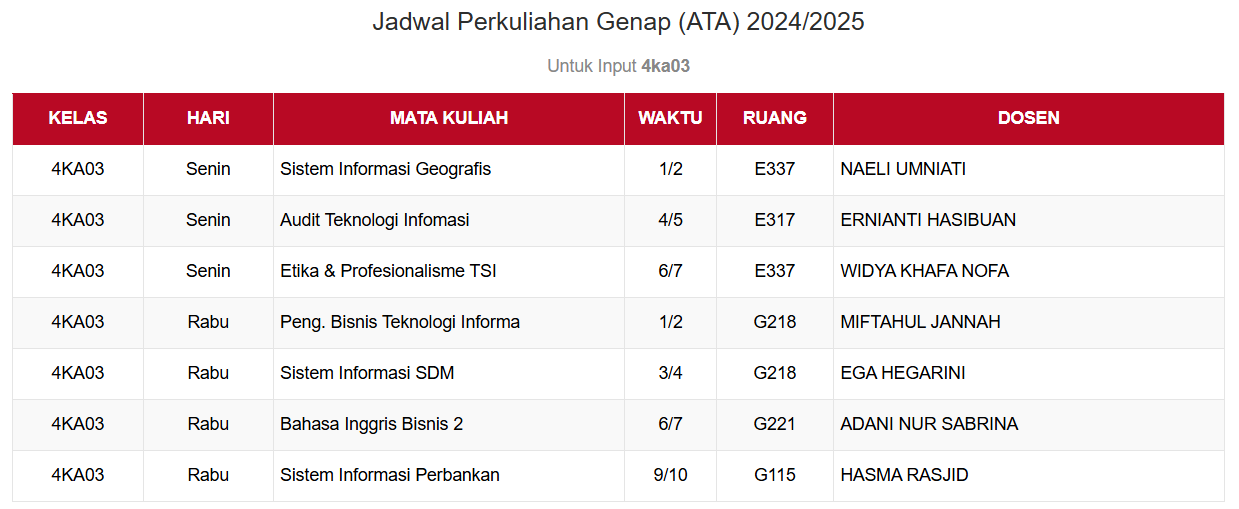 Jadwal Perkuliahan Genap (ATA) 2024/2025
Untuk Input 4ka03
KELAS HARI MATA KULIAH WAKTU RUANG DOSEN
4KA03 Senin Sistem Informasi Geografis 1/2 E337 NAELI UMNIATI
4KA03 Senin Audit Teknologi Infomasi 4/5 E317 ERNIANTI HASIBUAN
4KA03 Senin Etika & Profesionalisme TSI 6/7 E337 WIDYA KHAFA NOFA
4KA03 Rabu Peng. Bisnis Teknologi Informa 1/2 G218 MIFTAHUL JANNAH
4KA03 Rabu Sistem Informasi SDM 3/4 G218 EGA HEGARINI
4KA03 Rabu Bahasa Inggris Bisnis 2 6/7 G221 ADANI NUR SABRINA
4KA03 Rabu Sistem Informasi Perbankan 9/10 G115 HASMA RASJID